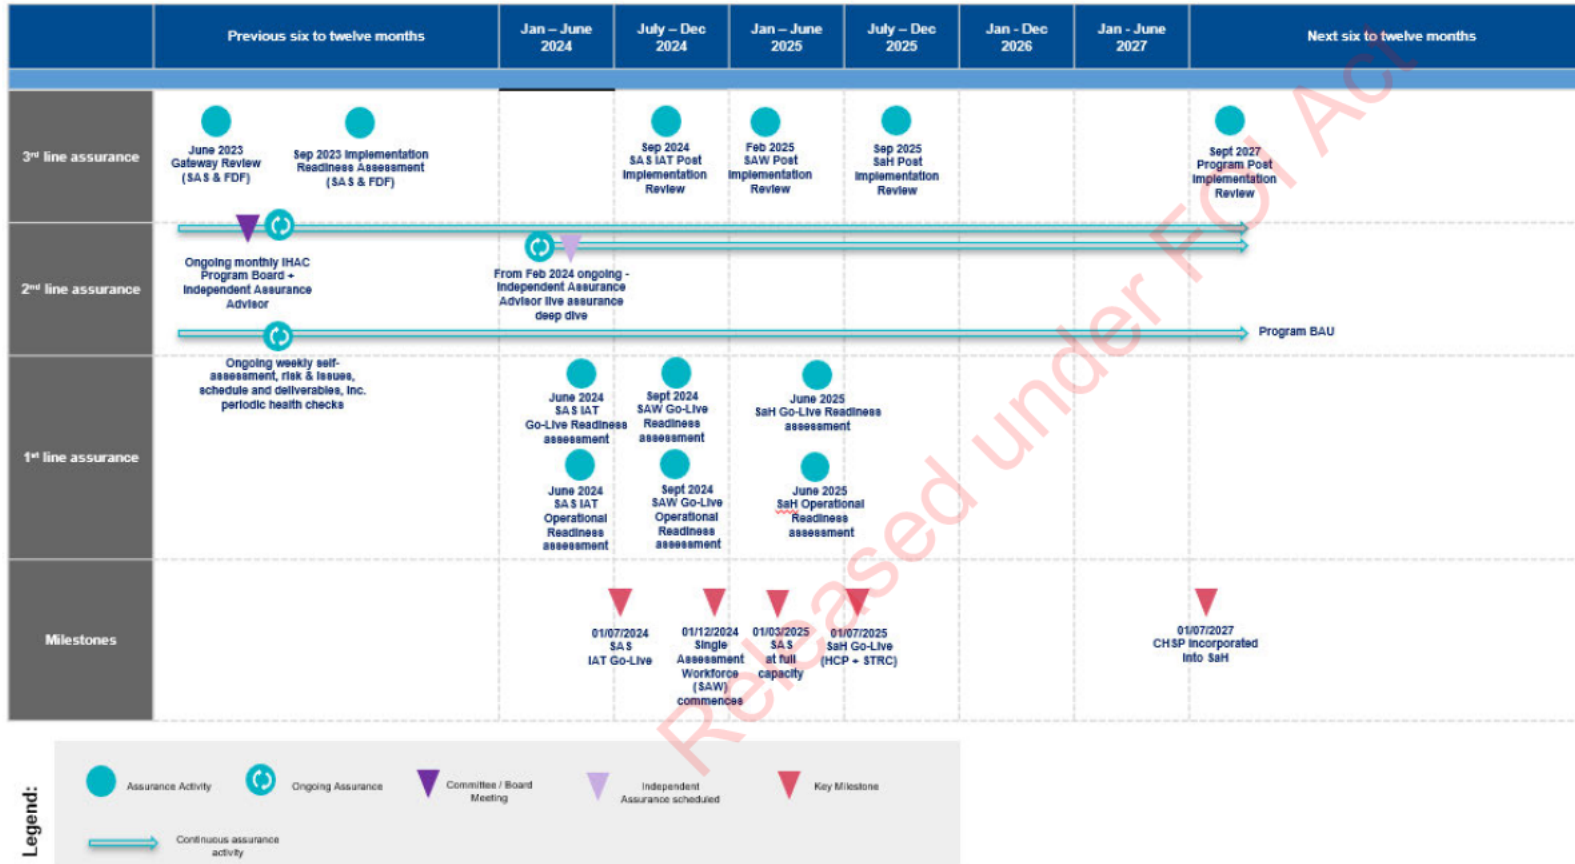 Previous six to twelve months
Jan – June
2024
July – Dec
2024
Jan – June
2025
July – Dec
2025
Jan - Dec
2026
Jan - June
2027
Next six to twelve months
3rd line assurance
June 2023
Gateway Review
(SAS & FDF)
Sep 2023 Implementation
Readiness Assessment
(SAS & FDF)
Sep 2024
SAS IAT Post
Implementation
Review
Feb 2025
SAW Post
Implementation
Review
Sep 2025
SaH Post
Implementation
Review
Sept 2027
Program Post
Implementation
Review
2nd line assurance
Ongoing monthly IHAC
Program Board +
Independent Assurance
Advisor
From Feb 2024 ongoing -
Independent Assurance
Advisor live assurance
deep dive
Program BAU
Ongoing weekly self-
assessment, risk & issues,
schedule and deliverables, inc.
periodic health checks
1st line assurance
June 2024
SAS IAT
Go-Live Readiness
assessment
Sept 2024
SAW Go-Live
Readiness
assessment
June 2025
SaH Go-Live Readiness
assessment
June 2024
SAS IAT
Operational
Readiness
assessment
Sept 2024
SAW Go-Live
Operational
Readiness
assessment
June 2025
SaH Operational
Readiness
assessment
Milestones
01/07/2024
SAS
IAT Go-Live
01/12/2024
Single
Assessment
Workforce
(SAW)
commences
01/03/2025
SAS
at full
capacity
01/07/2025
SaH Go-Live
(HCP + STRC)
01/07/2027
CHSP Incorporated
into SaH
Released under FOI Act
Legend:
Assurance Activity
Ongoing Assurance
Committee / Board
Meeting
Independent
Assurance scheduled
Key Milestone
Continuous assurance
activity